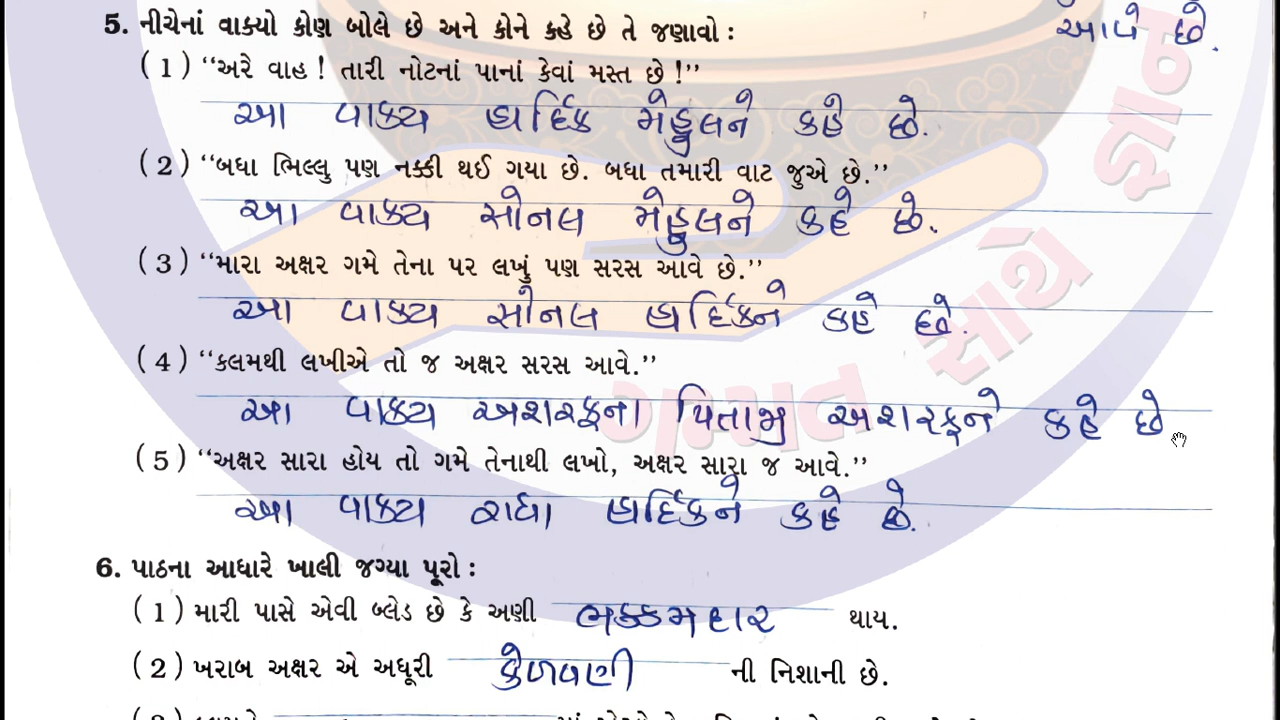 આપે છે.
5. નીચેનાં વાક્યો કોણ બોલે છે અને કોને કહે છે તે જણાવો :
(1) “અરે વાહ ! તારી નોટનાં પાનાં કેવાં મસ્ત છે !”
આ વાક્ય હાર્દિક મેહુલને કહે છે.
(2) “બધા ભિલ્લુ પણ નક્કી થઈ ગયા છે. બધા તમારી વાટ જુએ છે.”
આ વાક્ય સોનલ મેહુલને કહે છે.
(3) “મારા અક્ષર ગમે તેના પર લખું પણ સરસ આવે છે.”
આ વાક્ય સોનલ હાર્દિકને કહે છે.
(4) “કલમથી લખીએ તો જ અક્ષર સરસ આવે.”
આ વાક્ય અશરફના પિતાજી અશરફને કહે છે
(5) “અક્ષર સારા હોય તો ગમે તેનાથી લખો, અક્ષર સારા જ આવે.”
આ વાક્ય રાધા હાર્દિકને કહે છે.
6. પાઠના આધારે ખાલી જગ્યા પૂરો :
(1) મારી પાસે એવી બ્લેડ છે કે અણી ભક્કમદાર થાય.
(2) ખરાબ અક્ષર એ અધૂરી કેળવણી ની નિશાની છે.
ગમ્મત સાથે જ્ઞાન